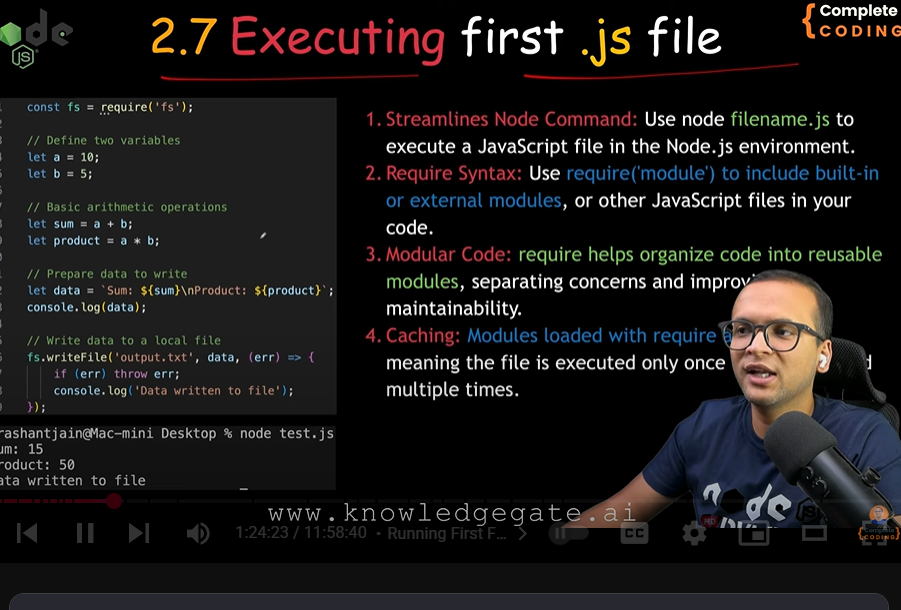 Complete
CODING
2.7 Executing first .js file
const fs = require('fs');
// Define two variables
let a = 10;
let b = 5;
// Basic arithmetic operations
let sum = a + b;
let product = a * b;
// Prepare data to write
let data = `Sum: ${sum}\nProduct: ${product}`;
console.log(data);
// Write data to a local file
fs.writeFile('output.txt', data, (err) => {
if (err) throw err;
console.log('Data written to file');
});
rashantjain@Mac-mini Desktop % node test.js
um: 15
roduct: 50
ata written to file
1. Streamlines Node Command: Use node filename.js to
execute a JavaScript file in the Node.js environment.
2. Require Syntax: Use require('module') to include built-in
or external modules, or other JavaScript files in your
code.
3. Modular Code: require helps organize code into reusable
modules, separating concerns and improvi
maintainability.
4. Caching: Modules loaded with require
meaning the file is executed only once
multiple times.
www.knowledgegate.ai
1:24:23 / 11:58:40 • Running First F...
CC
HD